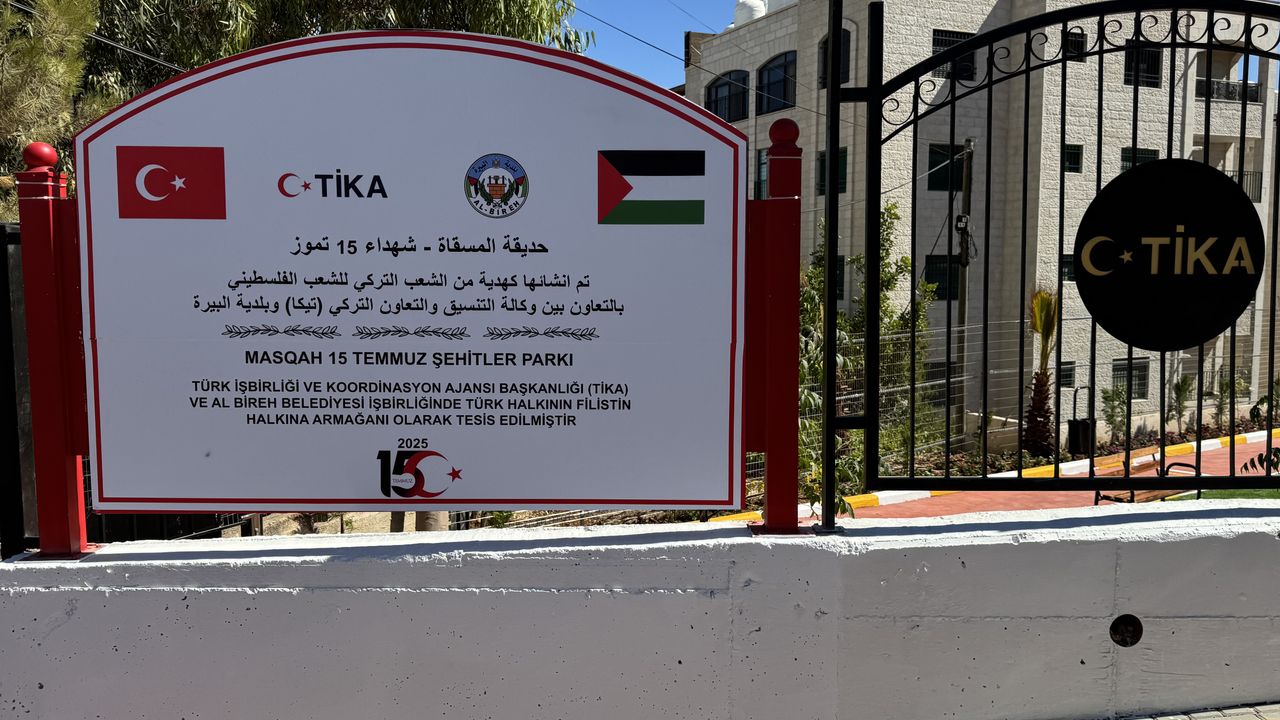 TİKA
بلدية البيرة
AL-BIREH
حديقة المسقاة - شهداء 15 تموز
تم انشائها كهدية من الشعب التركي للشعب الفلسطيني
بالتعاون بين وكالة التنسيق والتعاون التركي (تيكا) وبلدية البيرة
MASQAH 15 TEMMUZ ŞEHİTLER PARKI
TÜRK İŞBİRLİĞİ VE KOORDİNASYON AJANSI BAŞKANLIĞI (TİKA)
VE AL BIREH BELEDİYESİ İŞBİRLİĞİNDE TÜRK HALKININ FİLİSTİN
HALKINA ARMAĞANI OLARAK TESİS EDİLMİŞTİR
2025
15
TEMMUZ
TİKA